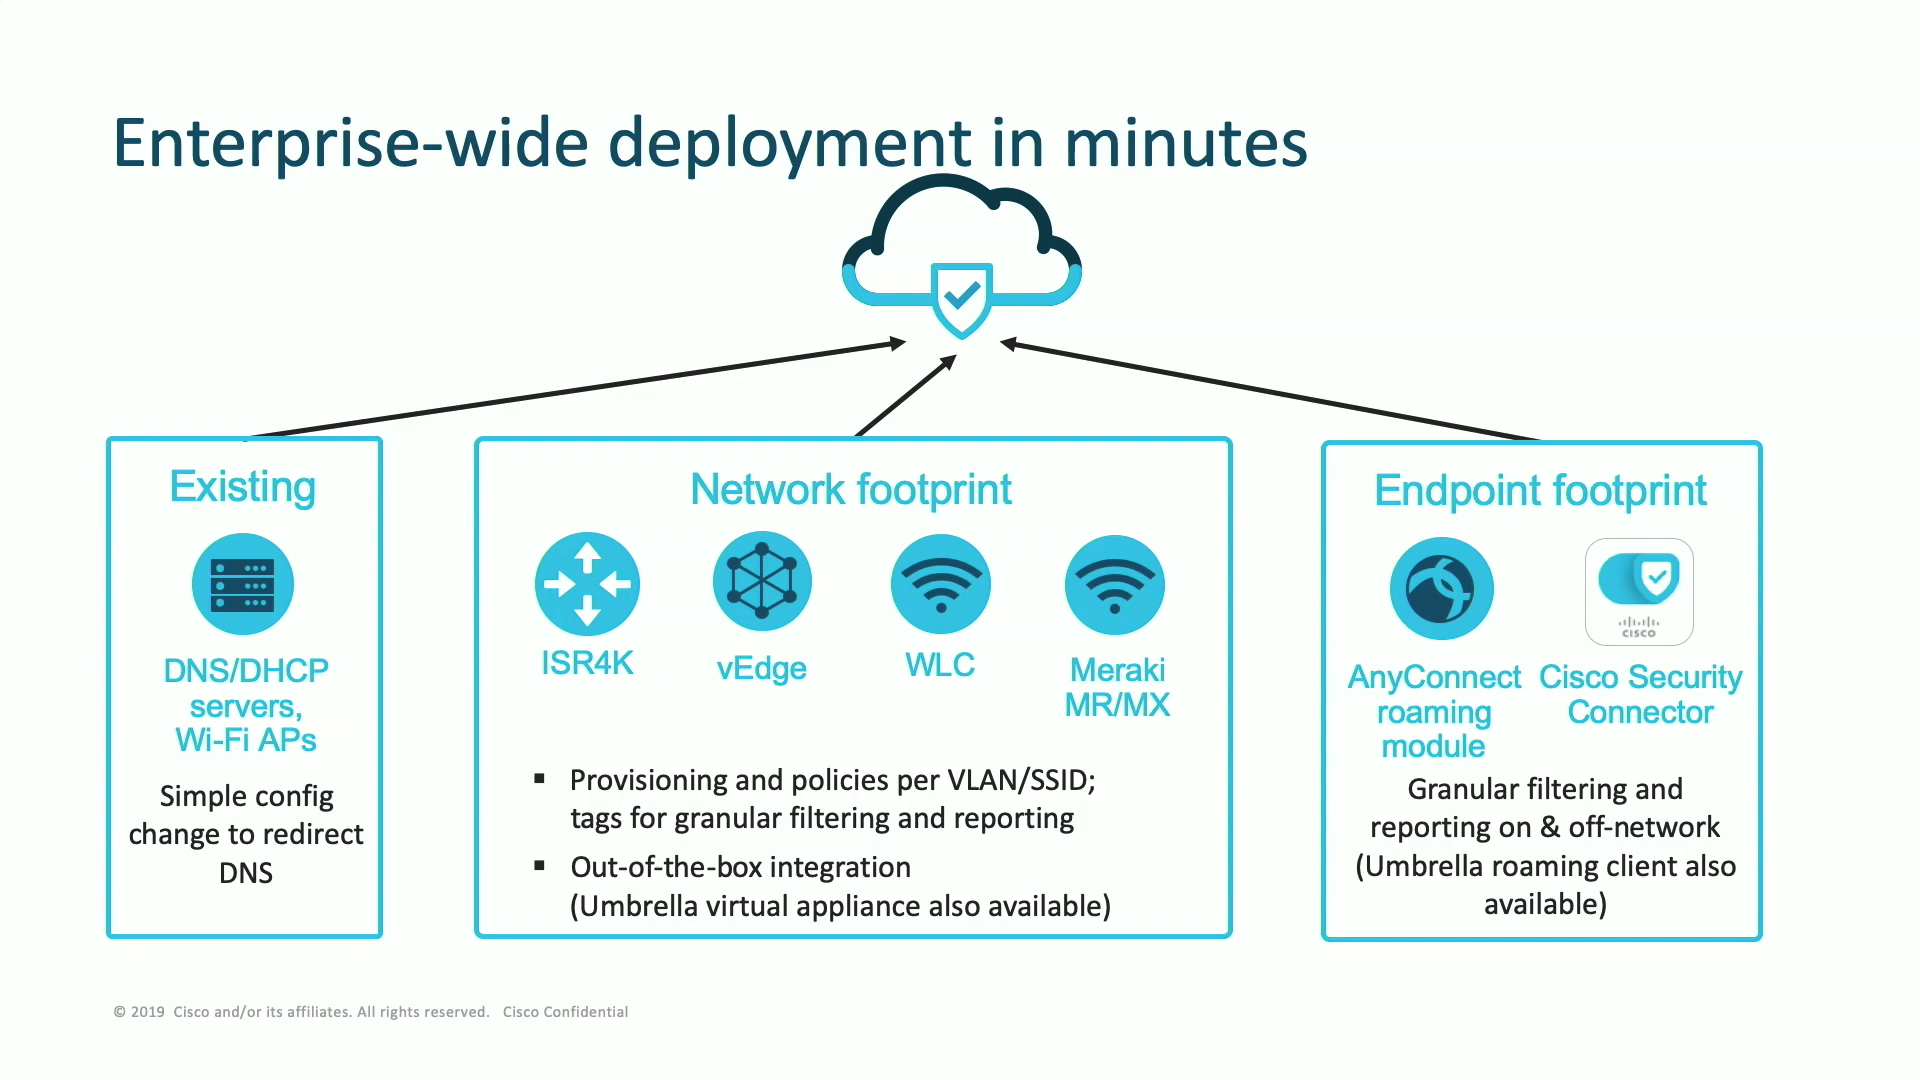 Enterprise-wide deployment in minutes
Existing
DNS/DHCP
servers,
Wi-Fi APs
Simple config
change to redirect
DNS
Network footprint
ISR4K
vEdge
WLC
Meraki
MR/MX
▪ Provisioning and policies per VLAN/SSID;
tags for granular filtering and reporting
▪ Out-of-the-box integration
(Umbrella virtual appliance also available)
Endpoint footprint
CISCO
AnyConnect
roaming
module
Cisco Security
Connector
Granular filtering and
reporting on & off-network
(Umbrella roaming client also
available)
© 2019 Cisco and/or its affiliates. All rights reserved. Cisco Confidential